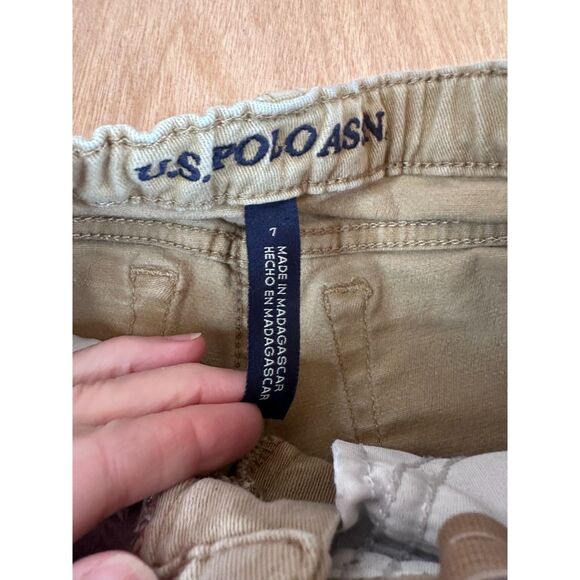 U.S. POLO ASSN.
7
MADE IN MADAGASCAR
HECHO EN MADAGASCAR